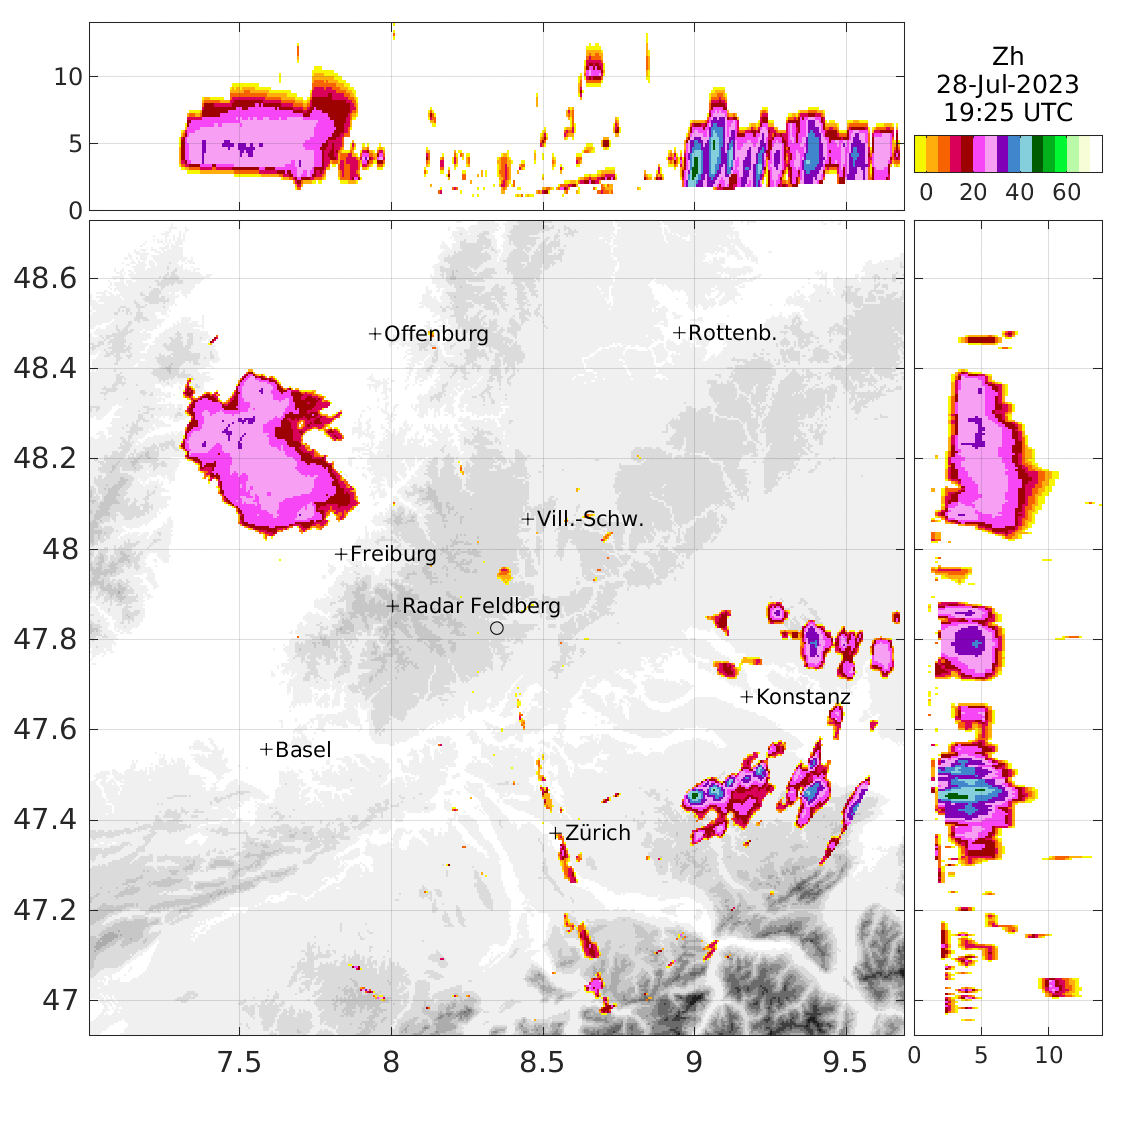 10
5
0
Zh
28-Jul-2023
19:25 UTC
0 20 40 60
48.6
48.4
48.2
48
47.8
47.6
47.4
47.2
47
+Offenburg
+Rottenb.
+Vill.-Schw.
+Freiburg
+Radar Feldberg
+Konstanz
+Basel
+Zürich
7.5 8 8.5 9 9.5
0 5 10